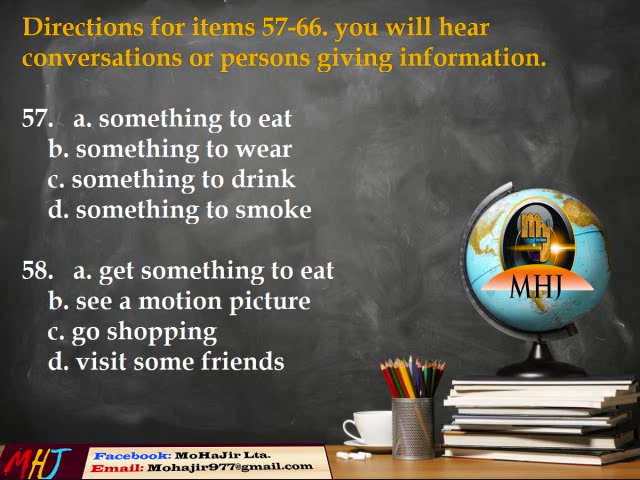 Directions for items 57-66. you will hear
conversations or persons giving information.
57. a. something to eat
b. something to wear
c. something to drink
d. something to smoke
58. a. get something to eat
b. see a motion picture
c. go shopping
d. visit some friends
MHJ
MHJ
Facebook: MoHaJir Lta.
Email: Mohajir977@gmail.com